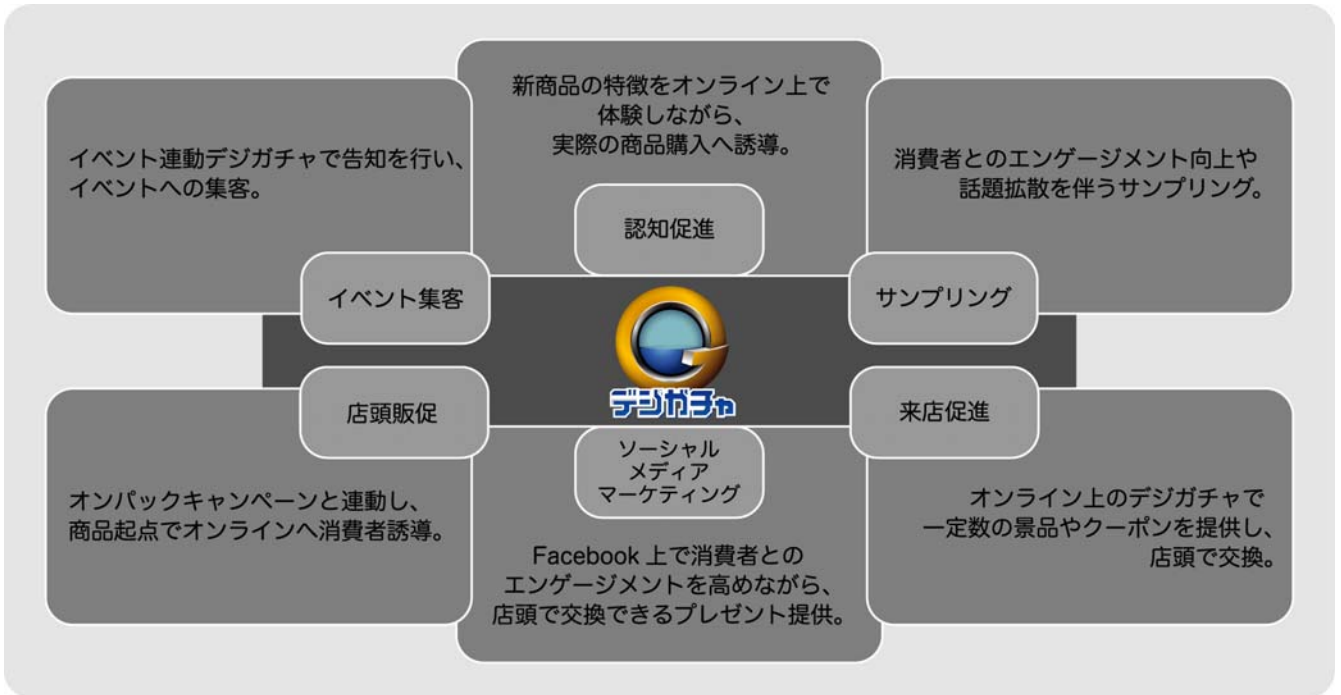 新商品の特徴をオンライン上で
体験しながら、
実際の商品購入へ誘導。
認知促進
イベント連動デジガチャで告知を行い、
イベントへの集客。
イベント集客
消費者とのエンゲージメント向上や
話題拡散を伴うサンプリング。
サンプリング
デジガチャ
店頭販促
オンパックキャンペーンと連動し、
商品起点でオンラインへ消費者誘導。
ソーシャル
メディア
マーケティング
Facebook 上で消費者との
エンゲージメントを高めながら、
店頭で交換できるプレゼント提供。
来店促進
オンライン上のデジガチャで
一定数の景品やクーポンを提供し、
店頭で交換。